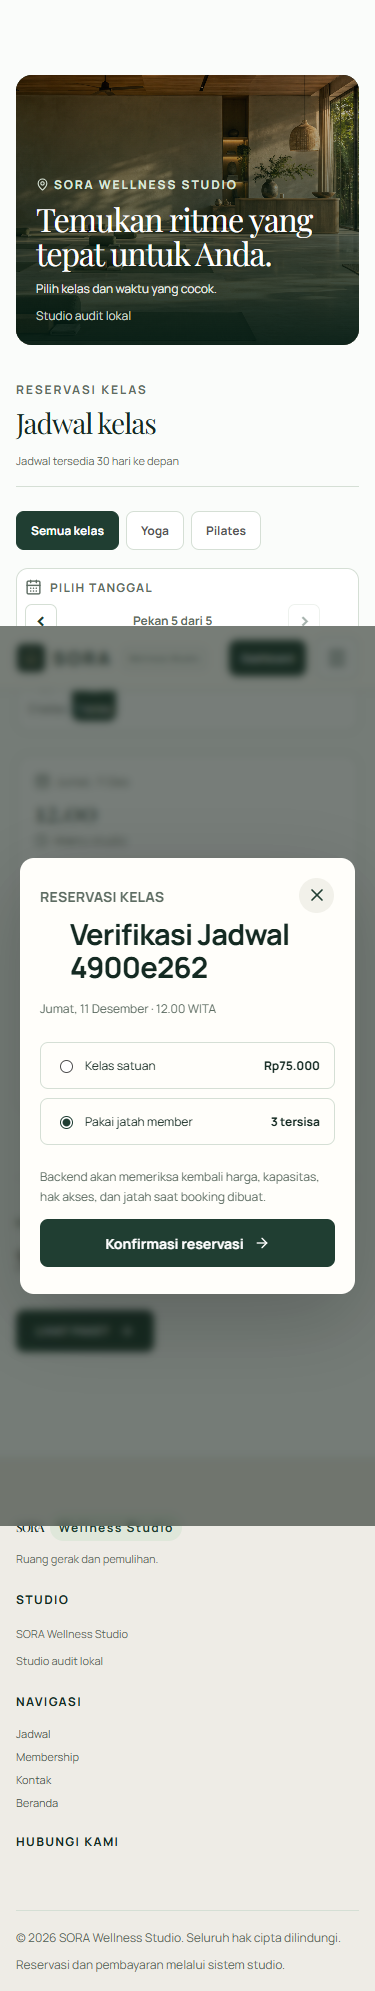 SORA WELLNESS STUDIO
Temukan ritme yang
tepat untuk Anda.
Pilih kelas dan waktu yang cocok.
Studio audit lokal
RESERVASI KELAS
Jadwal kelas
Jadwal tersedia 30 hari ke depan
Semua kelas
Yoga
Pilates
PILIH TANGGAL
Pekan 5 dari 5
SORA
12.00
RESERVASI KELAS
Verifikasi Jadwal
4900e262
Jumat, 11 Desember · 12.00 WITA
Kelas satuan Rp75.000
Pakai jatah member 3 tersisa
Backend akan memeriksa kembali harga, kapasitas,
hak akses, dan jatah saat booking dibuat.
Konfirmasi reservasi
SORA Wellness Studio
Ruang gerak dan pemulihan.
STUDIO
SORA Wellness Studio
Studio audit lokal
NAVIGASI
Jadwal
Membership
Kontak
Beranda
HUBUNGI KAMI
© 2026 SORA Wellness Studio. Seluruh hak cipta dilindungi.
Reservasi dan pembayaran melalui sistem studio.